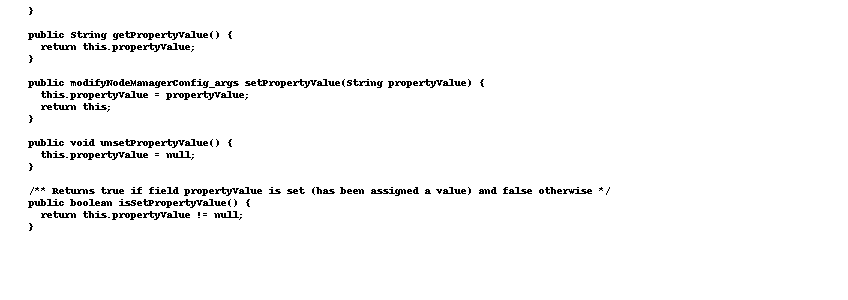 }
public String getPropertyValue() {
return this.propertyValue;
}
public modifyNodeManagerConfig_args setPropertyValue(String propertyValue) {
this.propertyValue = propertyValue;
return this;
}
public void unsetPropertyValue() {
this.propertyValue = null;
}
/** Returns true if field propertyValue is set (has been assigned a value) and false otherwise */
public boolean isSetPropertyValue() {
return this.propertyValue != null;
}